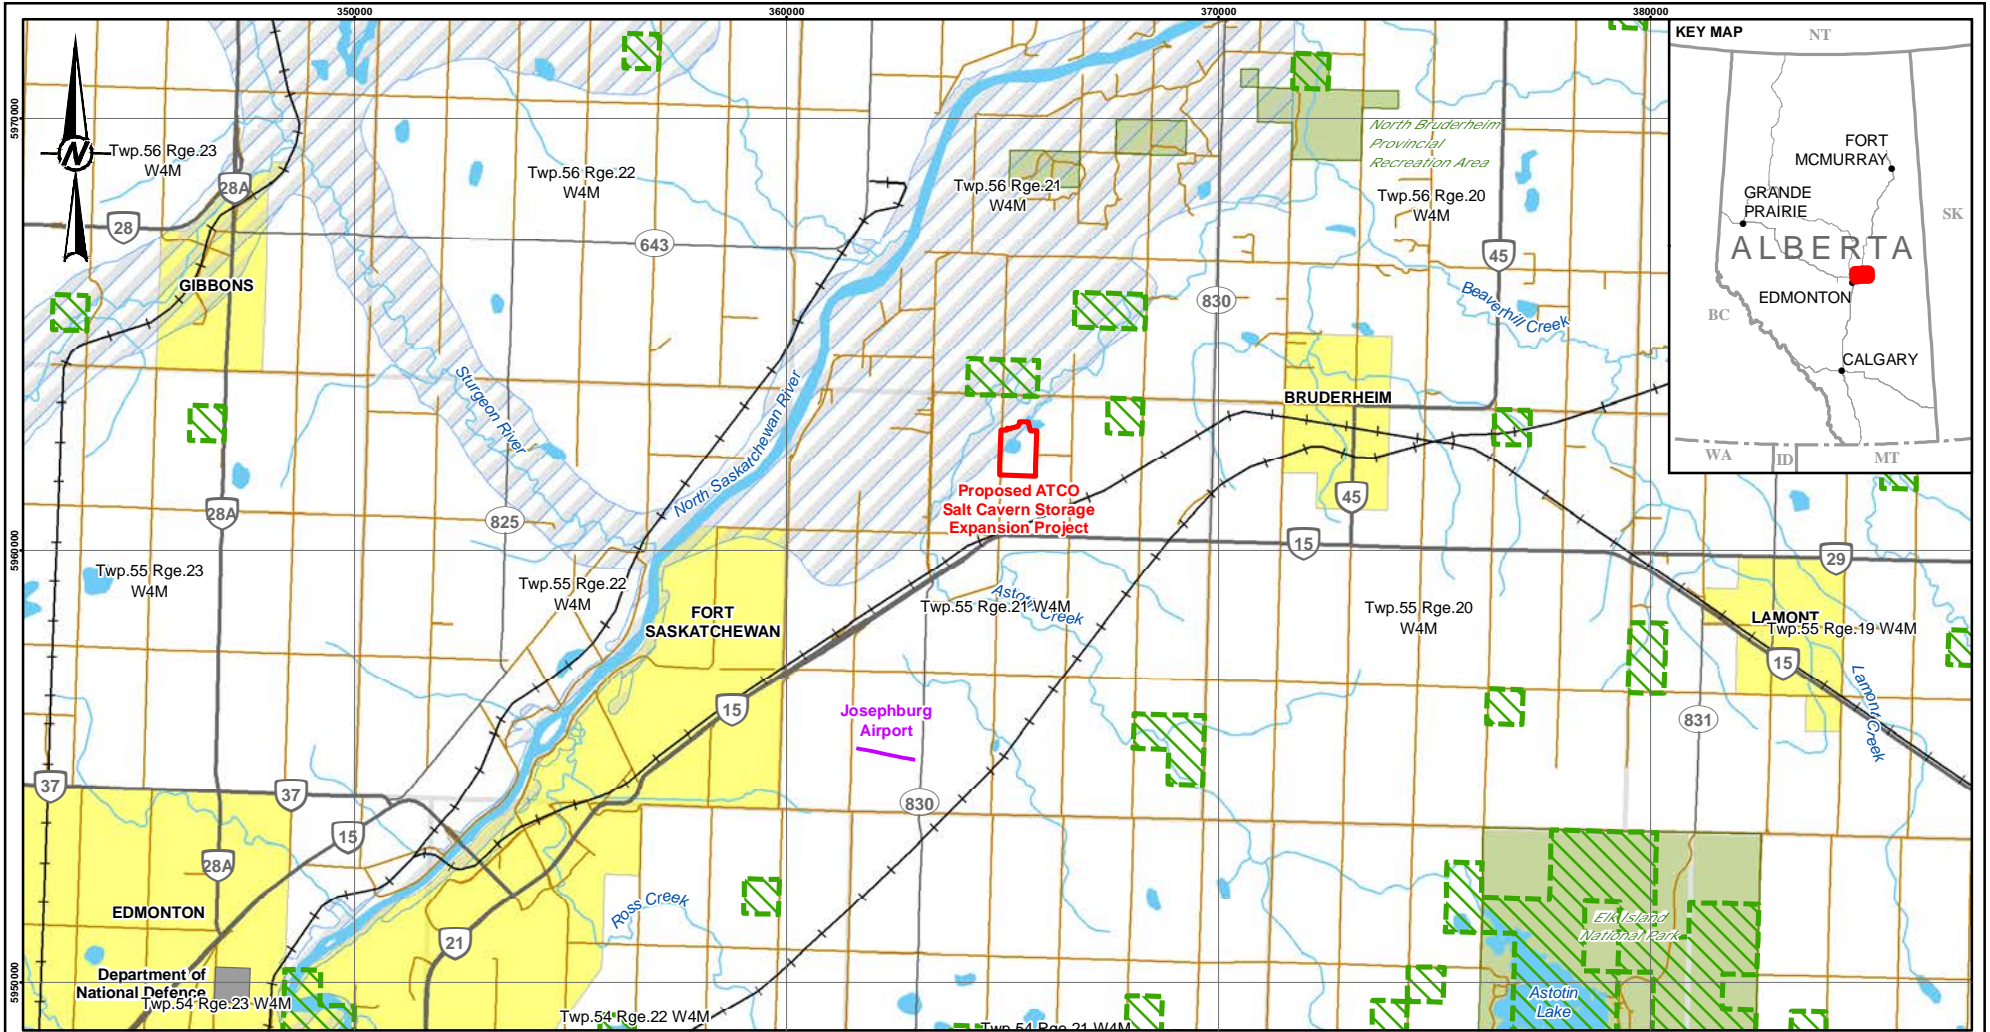 350000
360000
370000
380000
5970000
5960000
5950000
N
KEY MAP
NT
FORT
MCMURRAY
GRANDE
PRAIRIE
SK
ALBERTA
EDMONTON
BC
CALGARY
WA
ID
MT
Twp.56 Rge.23
W4M
Twp.56 Rge.22
W4M
Twp.56 Rge.21
W4M
North Bruderheim
Provincial
Recreation Area
Twp.56 Rge.20
W4M
28A
28
643
45
830
GIBBONS
Beaverhill Creek
Sturgeon River
North Saskatchewan River
BRUDERHEIM
Proposed ATCO
Salt Cavern Storage
Expansion Project
28A
825
45
15
29
Twp.55 Rge.23
W4M
Twp.55 Rge.22
W4M
FORT
SASKATCHEWAN
Astotin Creek
Twp.55 Rge.21 W4M
Twp.55 Rge.20
W4M
LAMONT
Twp.55 Rge.19 W4M
15
Lamont Creek
15
Josephburg
Airport
831
37
37
15
830
28A
EDMONTON
Ross Creek
21
Elk Island
National Park
Department of
National Defence
Twp.54 Rge.23 W4M
Twp.54 Rge.22 W4M
Twp.54 Rge.21 W4M
Astotin
Lake